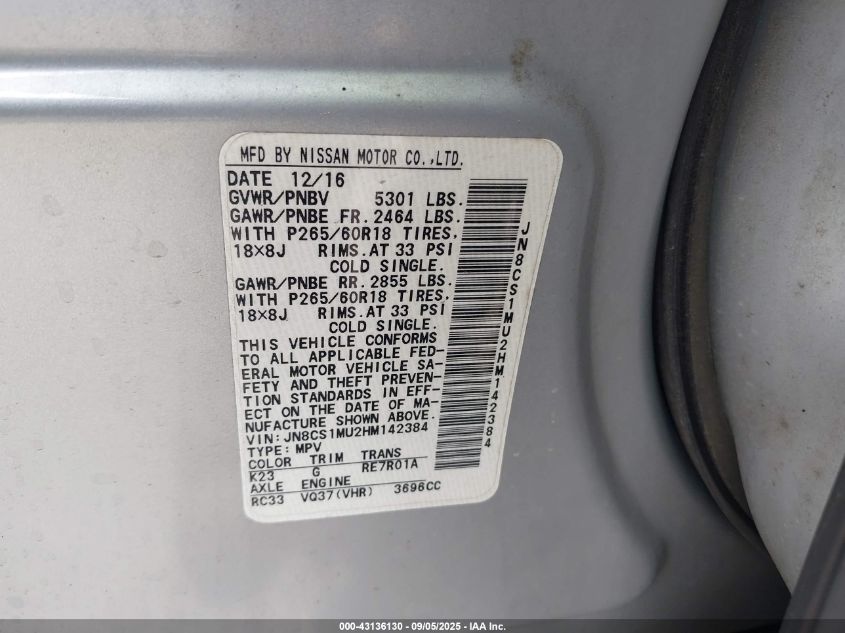 MFD BY NISSAN MOTOR CO.,LTD.
DATE 12/16
GVWR/PNBV 5301 LBS.
GAWR/PNBE FR. 2464 LBS.
WITH P265/60R18 TIRES,
18×8J RIMS.AT 33 PSI
COLD SINGLE.
GAWR/PNBE RR. 2855 LBS.
WITH P265/60R18 TIRES,
18×8J RIMS.AT 33 PSI
COLD SINGLE.
THIS VEHICLE CONFORMS
TO ALL APPLICABLE FED-
ERAL MOTOR VEHICLE SA-
FETY AND THEFT PREVEN-
TION STANDARDS IN EFF-
ECT ON THE DATE OF MA-
NUFACTURE SHOWN ABOVE.
VIN: JN8CS1MU2HM142384
TYPE: MPV
COLOR TRIM TRANS
K23 G RE7R01A
AXLE ENGINE
RC33 VQ37(VHR) 3696CC
JN8CS1MU2HM142384
000-43136130 - 09/05/2025 - IAA Inc.